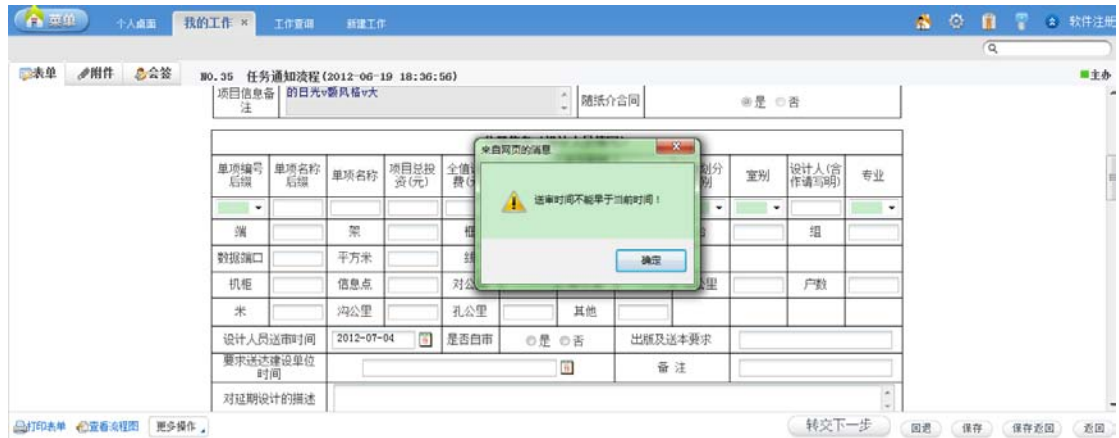 菜单 个人桌面 我的工作 × 工作查询 新建工作 软件注册
表单 附件 会签 NO.35 任务通知流程(2012-06-19 18:36:56) 主办
项目信息备注 的日光v飘风格v大 随纸介合同 是 否
来自网页的消息
单项编号后缀 单项名称后缀 单项名称 项目总投资(元) 室别 设计人(含作请写明) 专业
送审时间不能早于当前时间！
端 架 组
数据端口 平方米
确定
机柜 信息点 户数
米 沟公里 孔公里 其他
设计人员送审时间 2012-07-04 是否自审 是 否 出版及送本要求
要求送达建设单位时间 备 注
对延期设计的描述
打印表单 查看流程图 更多操作 转交下一步 回退 保存 保存返回 返回